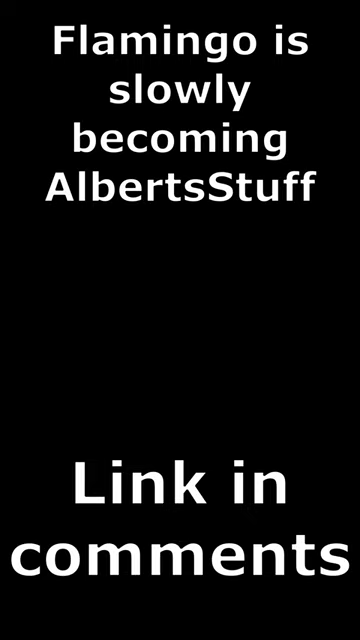 Flamingo is
slowly
becoming
AlbertsStuff
Link in
comments